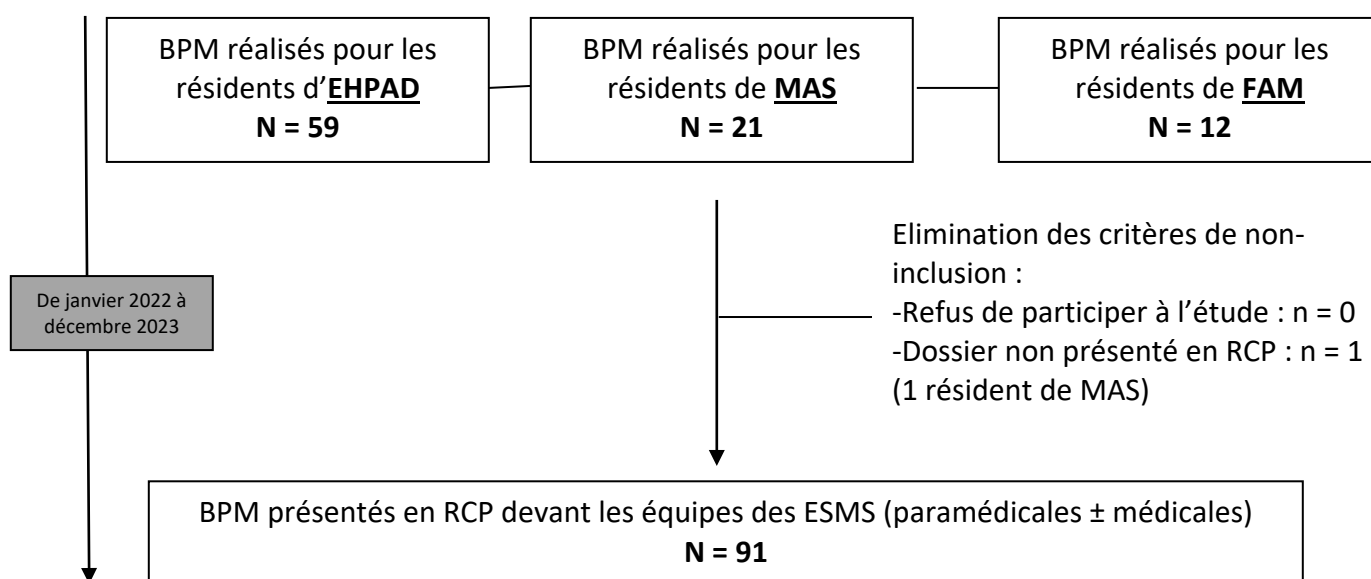 BPM réalisés pour les
résidents d'EHPAD
N = 59
BPM réalisés pour les
résidents de MAS
N = 21
BPM réalisés pour les
résidents de FAM
N = 12
Elimination des critères de non-
inclusion :
-Refus de participer à l'étude : n = 0
-Dossier non présenté en RCP : n = 1
(1 résident de MAS)
De janvier 2022 à
décembre 2023
BPM présentés en RCP devant les équipes des ESMS (paramédicales ± médicales)
N = 91